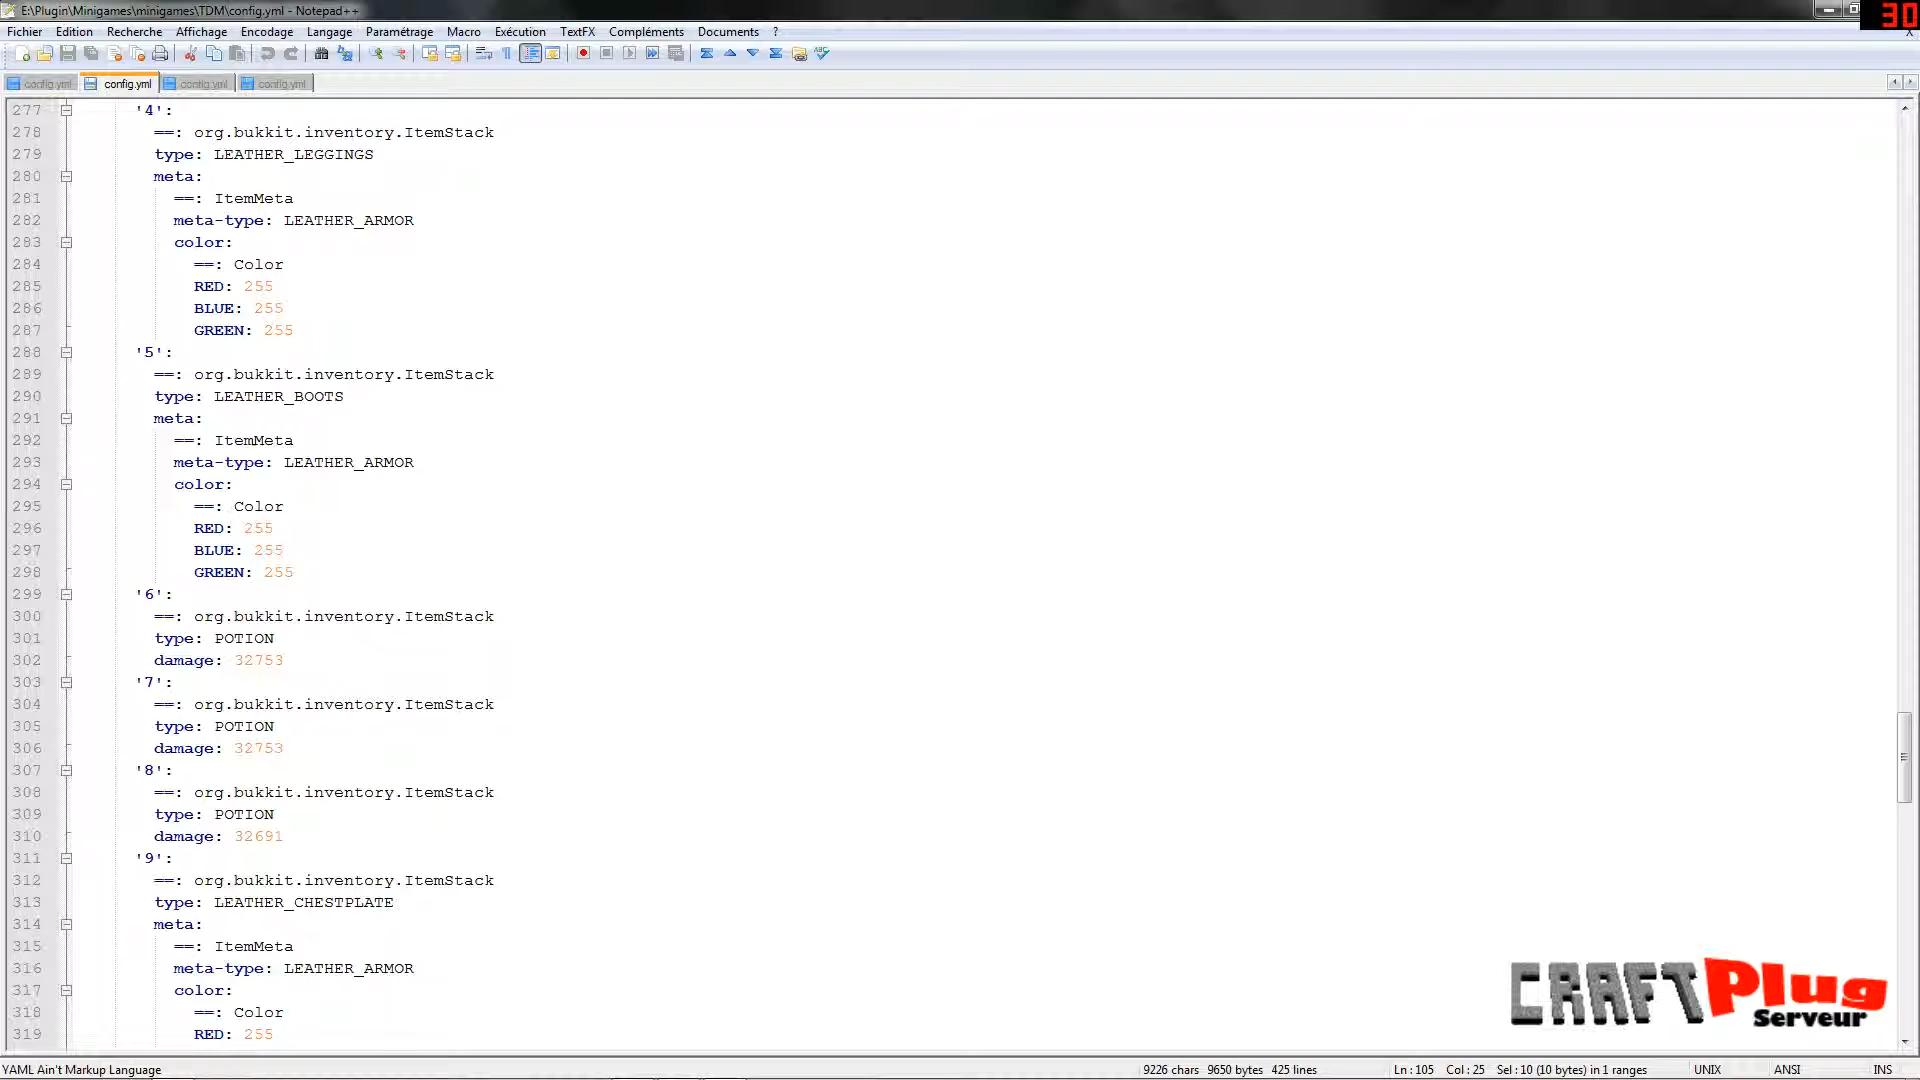 E:\Plugin\Minigames\minigames\TDM\config.yml - Notepad++
30
Fichier Edition Recherche Affichage Encodage Langage Paramétrage Macro Exécution TextFX Compléments Documents ?
X
config.yml config.yml config.yml config.yml
277 '4':
278 ==: org.bukkit.inventory.ItemStack
279 type: LEATHER_LEGGINGS
280 meta:
281 ==: ItemMeta
282 meta-type: LEATHER_ARMOR
283 color:
284 ==: Color
285 RED: 255
286 BLUE: 255
287 GREEN: 255
288 '5':
289 ==: org.bukkit.inventory.ItemStack
290 type: LEATHER_BOOTS
291 meta:
292 ==: ItemMeta
293 meta-type: LEATHER_ARMOR
294 color:
295 ==: Color
296 RED: 255
297 BLUE: 255
298 GREEN: 255
299 '6':
300 ==: org.bukkit.inventory.ItemStack
301 type: POTION
302 damage: 32753
303 '7':
304 ==: org.bukkit.inventory.ItemStack
305 type: POTION
306 damage: 32753
307 '8':
308 ==: org.bukkit.inventory.ItemStack
309 type: POTION
310 damage: 32691
311 '9':
312 ==: org.bukkit.inventory.ItemStack
313 type: LEATHER_CHESTPLATE
314 meta:
315 ==: ItemMeta
316 meta-type: LEATHER_ARMOR
317 color:
318 ==: Color
319 RED: 255
CRAFTPlug
Serveur
YAML Ain't Markup Language 9226 chars 9650 bytes 425 lines Ln : 105 Col : 25 Sel : 10 (10 bytes) in 1 ranges UNIX ANSI INS